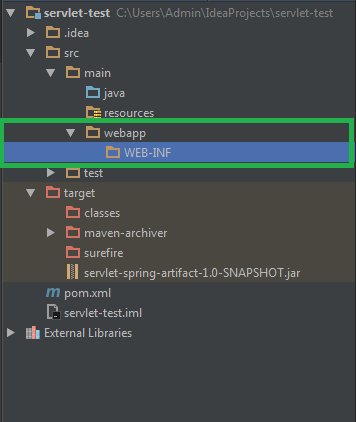 servlet-test C:\Users\Admin\IdeaProjects\servlet-test
.idea
src
main
java
resources
webapp
WEB-INF
test
target
classes
maven-archiver
surefire
servlet-spring-artifact-1.0-SNAPSHOT.jar
m pom.xml
servlet-test.iml
External Libraries